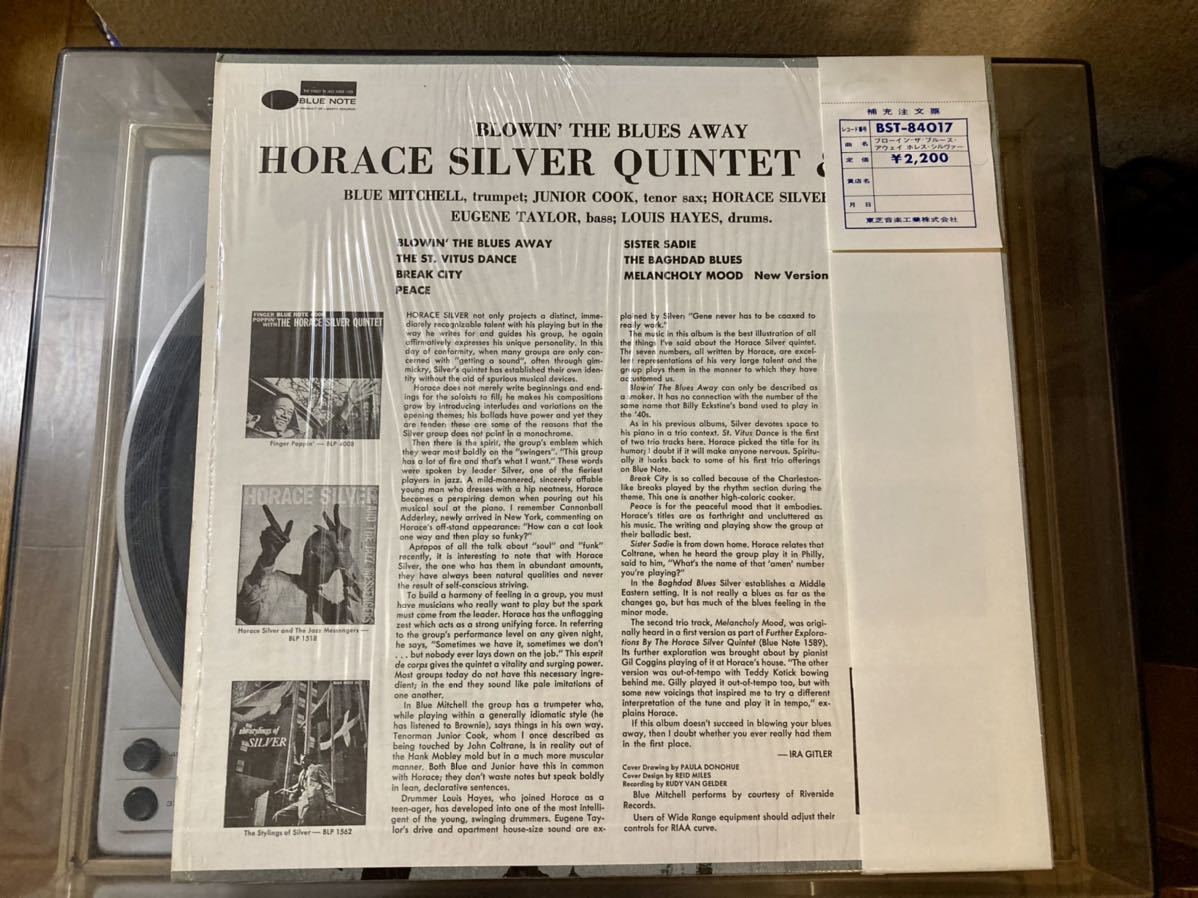 THE FINEST IN JAZZ SINCE 1939
BLUE NOTE
A PRODUCT OF LIBERTY RECORDS
BLOWIN' THE BLUES AWAY
HORACE SILVER QUINTET &
BLUE MITCHELL, trumpet; JUNIOR COOK, tenor sax; HORACE SILVER
EUGENE TAYLOR, bass; LOUIS HAYES, drums.
BLOWIN' THE BLUES AWAY
THE ST. VITUS DANCE
BREAK CITY
PEACE
SISTER SADIE
THE BAGHDAD BLUES
MELANCHOLY MOOD New Version
補充注文票
レコード番号 BST-84017
曲名 ブローイン・ザ・ブルース・
アウェイ ホレス・シルヴァー
定価 ¥2,200
貴店名
月日
東芝音楽工業株式会社
FINGER BLUE NOTE 4008
POPPIN'
WITH THE HORACE SILVER QUINTET
Finger Poppin' — BLP 4008
HORACE SILVER
AND THE JAZZ MESSENGERS
Horace Silver and The Jazz Messengers —
BLP 1518
the stylings of
SILVER
The Stylings of Silver — BLP 1562
HORACE SILVER not only projects a distinct, imme-
diately recognizable talent with his playing but in the
way he writes for and guides his group, he again
affirmatively expresses his unique personality. In this
day of conformity, when many groups are only con-
cerned with "getting a sound", often through gim-
mickry, Silver's quintet has established their own iden-
tity without the aid of spurious musical devices.
Horace does not merely write beginnings and end-
ings for the soloists to fill; he makes his compositions
grow by introducing interludes and variations on the
opening themes; his ballads have power and yet they
are tender; these are some of the reasons that the
Silver group does not paint in a monochrome.
Then there is the spirit, the group's emblem which
they wear most boldly on the "swingers". "This group
has a lot of fire and that's what I want." These words
were spoken by leader Silver, one of the fieriest
players in jazz. A mild-mannered, sincerely affable
young man who dresses with a hip neatness, Horace
becomes a perspiring demon when pouring out his
musical soul at the piano. I remember Cannonball
Adderley, newly arrived in New York, commenting on
Horace's off-stand appearance: "How can a cat look
one way and then play so funky?"
Apropos of all the talk about "soul" and "funk"
recently, it is interesting to note that with Horace
Silver, the one who has them in abundant amounts,
they have always been natural qualities and never
the result of self-conscious striving.
To build a harmony of feeling in a group, you must
have musicians who really want to play but the spark
must come from the leader. Horace has the unflagging
zest which acts as a strong unifying force. In referring
to the group's performance level on any given night,
he says, "Sometimes we have it, sometimes we don't
. . . but nobody ever lays down on the job." This esprit
de corps gives the quintet a vitality and surging power.
Most groups today do not have this necessary ingre-
dient; in the end they sound like pale imitations of
one another.
In Blue Mitchell the group has a trumpeter who,
while playing within a generally idiomatic style (he
has listened to Brownie), says things in his own way.
Tenorman Junior Cook, whom I once described as
being touched by John Coltrane, is in reality out of
the Hank Mobley mold but in a much more muscular
manner. Both Blue and Junior have this in common
with Horace; they don't waste notes but speak boldly
in lean, declarative sentences.
Drummer Louis Hayes, who joined Horace as a
teen-ager, has developed into one of the most intelli-
gent of the young, swinging drummers. Eugene Tay-
lor's drive and apartment house-size sound are ex-
plained by Silver: "Gene never has to be coaxed to
really work."
The music in this album is the best illustration of all
the things I've said about the Horace Silver quintet.
The seven numbers, all written by Horace, are excel-
lent representations of his very large talent and the
group plays them in the manner to which they have
accustomed us.
Blowin' The Blues Away can only be described as
a smoker. It has no connection with the number of the
same name that Billy Eckstine's band used to play in
the '40s.
As in his previous albums, Silver devotes space to
his piano in a trio context. St. Vitus Dance is the first
of two trio tracks here. Horace picked the title for its
humor; I doubt if it will make anyone nervous. Spiritu-
ally it harks back to some of his first trio offerings
on Blue Note.
Break City is so called because of the Charleston-
like breaks played by the rhythm section during the
theme. This one is another high-caloric cooker.
Peace is for the peaceful mood that it embodies.
Horace's titles are as forthright and uncluttered as
his music. The writing and playing show the group at
their balladic best.
Sister Sadie is from down home. Horace relates that
Coltrane, when he heard the group play it in Philly,
said to him, "What's the name of that 'amen' number
you're playing?"
In the Baghdad Blues Silver establishes a Middle
Eastern setting. It is not really a blues as far as the
changes go, but has much of the blues feeling in the
minor mode.
The second trio track, Melancholy Mood, was origi-
nally heard in a first version as part of Further Explora-
tions By The Horace Silver Quintet (Blue Note 1589).
Its further exploration was brought about by pianist
Gil Coggins playing of it at Horace's house. "The other
version was out-of-tempo with Teddy Kotick bowing
behind me. Gilly played it out-of-tempo too, but with
some new voicings that inspired me to try a different
interpretation of the tune and play it in tempo," ex-
plains Horace.
If this album doesn't succeed in blowing your blues
away, then I doubt whether you ever really had them
in the first place.
— IRA GITLER
Cover Drawing by PAULA DONOHUE
Cover Design by REID MILES
Recording by RUDY VAN GELDER
Blue Mitchell performs by courtesy of Riverside
Records.
Users of Wide Range equipment should adjust their
controls for RIAA curve.